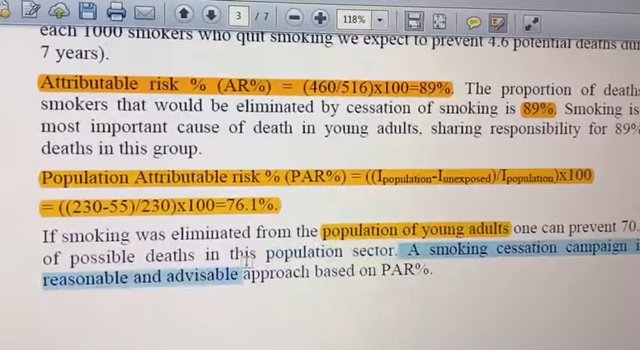 3 / 7
118%
each 1000 smokers who quit smoking we expect to prevent 4.6 potential deaths
7 years).
Attributable risk % (AR%) = (460/516)x100=89%. The proportion of
smokers that would be eliminated by cessation of smoking is 89%. Smoking is
most important cause of death in young adults, sharing responsibility for 89%
deaths in this group.
Population Attributable risk % (PAR%) = ((Ipopulation-Iunexposed)/Ipopulation)x100
= ((230-55)/230)x100=76.1%.
If smoking was eliminated from the population of young adults one can prevent 70.
of possible deaths in this population sector. A smoking cessation campaign
reasonable and advisable approach based on PAR%.